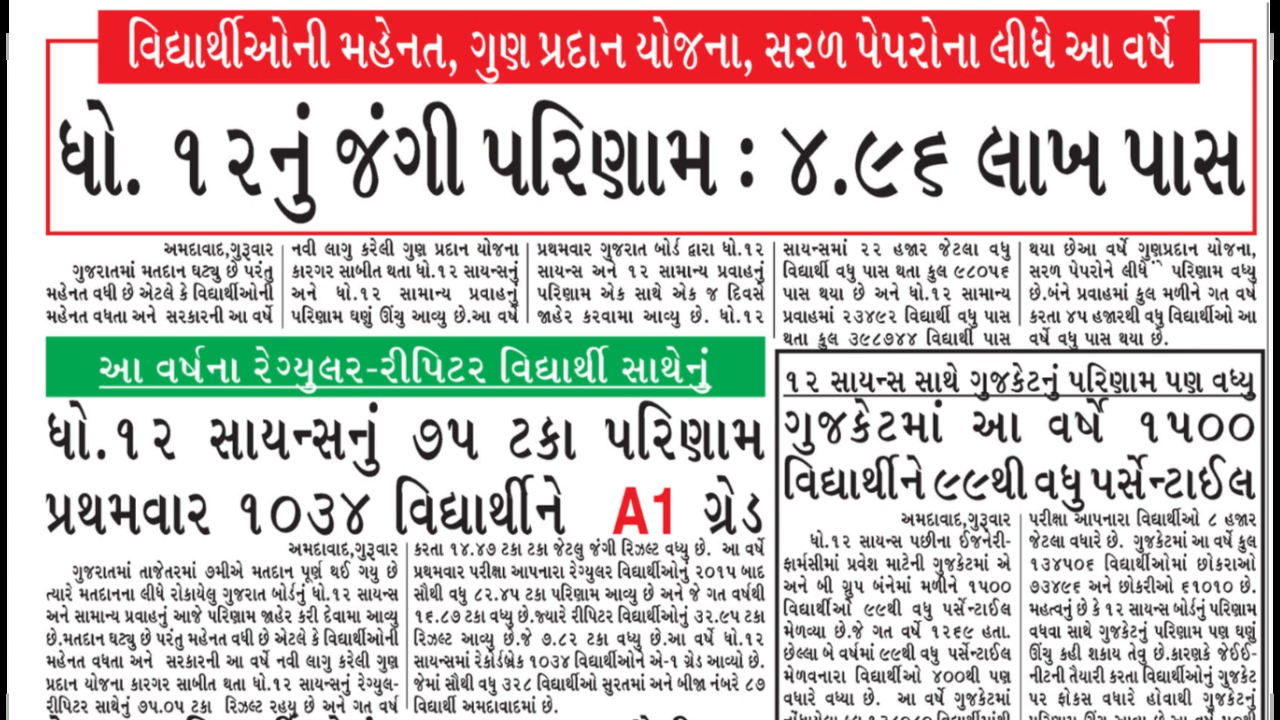 વિદ્યાર્થીઓની મહેનત, ગુણ પ્રદાન યોજના, સરળ પેપરોના લીધે આ વર્ષે
ધો. ૧૨નું જંગી પરિણામ : ૪.૯૬ લાખ પાસ
અમદાવાદ,ગુરૂવાર
ગુજરાતમાં મતદાન ઘટ્યુ છે પરંતુ
મહેનત વધી છે એટલે કે વિદ્યાર્થીઓની
મહેનત વધતા અને સરકારની આ વર્ષે
નવી લાગુ કરેલી ગુણ પ્રદાન યોજના
કારગર સાબીત થતા ધો.૧૨ સાયન્સનું
અને ધો.૧૨ સામાન્ય પ્રવાહનું
પરિણામ ઘણું ઊંચુ આવ્યુ છે.આ વર્ષે
પ્રથમવાર ગુજરાત બોર્ડ દ્વારા ધો.૧૨
સાયન્સ અને ૧૨ સામાન્ય પ્રવાહનું
પરિણામ એક સાથે એક જ દિવસે
જાહેર કરવામા આવ્યુ છે. ધો.૧૨
સાયન્સમાં ૨૨ હજાર જેટલા વધુ
વિદ્યાર્થી વધુ પાસ થતા કુલ ૯૮૦૫૬
પાસ થયા છે અને ધો.૧૨ સામાન્ય
પ્રવાહમાં ૨૩૪૯૨ વિદ્યાર્થી વધુ પાસ
થતા કુલ ૩૯૮૭૪૪ વિદ્યાર્થી પાસ
થયા છેઆ વર્ષે ગુણપ્રદાન યોજના,
સરળ પેપરોને લીધે પરિણામ વધ્યુ
છે.બંને પ્રવાહમાં કુલ મળીને ગત વર્ષ
કરતા ૪૫ હજારથી વધુ વિદ્યાર્થીઓ આ
વર્ષે વધુ પાસ થયા છે.
આ વર્ષના રેગ્યુલર-રીપિટર વિદ્યાર્થી સાથેનું
ધો.૧૨ સાયન્સનું ૭૫ ટકા પરિણામ
પ્રથમવાર ૧૦૩૪ વિદ્યાર્થીને A1 ગ્રેડ
અમદાવાદ,ગુરૂવાર
ગુજરાતમાં તાજેતરમાં ૭મીએ મતદાન પૂર્ણ થઈ ગયુ છે
ત્યારે મતદાનના લીધે રોકાયેલુ ગુજરાત બોર્ડનું ધો.૧૨ સાયન્સ
અને સામાન્ય પ્રવાહનું આજે પરિણામ જાહેર કરી દેવામા આવ્યુ
છે.મતદાન ઘટ્યુ છે પરંતુ મહેનત વધી છે એટલે કે વિદ્યાર્થીઓની
મહેનત વધતા અને સરકારની આ વર્ષે નવી લાગુ કરેલી ગુણ
પ્રદાન યોજના કારગર સાબીત થતા ધો.૧૨ સાયન્સનું રેગ્યુલ-
રીપિટર સાથેનું ૭૫.૦૫ ટકા રિઝલ્ટ રહ્યુ છે અને ગત વર્ષ
કરતા ૧૪.૪૭ ટકા ટકા જેટલુ જંગી રિઝલ્ટ વધ્યુ છે. આ વર્ષે
પ્રથમવાર પરીક્ષા આપનારા રેગ્યુલર વિદ્યાર્થીઓનું ૨૦૧૫ બાદ
સૌથી વધુ ૮૨.૪૫ ટકા પરિણામ આવ્યુ છે અને જે ગત વર્ષથી
૧૬.૮૭ ટકા વધ્યુ છે.જ્યારે રીપિટર વિદ્યાર્થીઓનું ૩૨.૯૫ ટકા
રિઝલ્ટ આવ્યુ છે.જે ૭.૮૨ ટકા વધ્યુ છે.આ વર્ષે ધો.૧૨
સાયન્સમાં રેકોર્ડબ્રેક ૧૦૩૪ વિદ્યાર્થીઓને એ-૧ ગ્રેડ આવ્યો છે.
જેમાં સૌથી વધુ ૩૨૮ વિદ્યાર્થીઓ સુરતમાં અને બીજા નંબરે ૮૭
વિદ્યાર્થી અમદાવાદમાં છે.
૧૨ સાયન્સ સાથે ગુજકેટનું પરિણામ પણ વધ્યુ
ગુજકેટમાં આ વર્ષે ૧૫૦૦
વિદ્યાર્થીને ૯૯થી વધુ પર્સેન્ટાઈલ
અમદાવાદ,ગુરૂવાર
ધો.૧૨ સાયન્સ પછીના ઈજનેરી-
ફાર્મસીમાં પ્રવેશ માટેની ગુજકેટમાં એ
અને બી ગ્રુપ બંનેમાં મળીને ૧૫૦૦
વિદ્યાર્થીઓ ૯૯થી વધુ પર્સેન્ટાઈલ
મેળવ્યા છે.જે ગત વર્ષે ૧૨૬૯ હતા.
છેલ્લા બે વર્ષમાં ૯૯થી વધુ પર્સેન્ટાઈલ
મેળવનારા વિદ્યાર્થીઓ ૪૦૦થી પણ
વધારે વધ્યા છે. આ વર્ષે ગુજકેટમાં
પરીક્ષા આપનારા વિદ્યાર્થીઓ ૮ હજાર
જેટલા વધારે છે. ગુજકેટમાં આ વર્ષે કુલ
૧૩૪૫૦૬ વિદ્યાર્થીઓમાં છોકરાઓ
૭૩૪૯૬ અને છોકરીઓ ૬૧૦૧૦ છે.
મહત્વનું છે કે ૧૨ સાયન્સ બોર્ડનું પરિણામ
વધવા સાથે ગુજકેટનું પરિણામ પણ ઘણું
ઊંચુ કહી શકાય તેવુ છે.કારણકે જેઈઈ-
નીટની તૈયારી કરતા વિદ્યાર્થીઓનું ગુજકેટ
પર ફોકસ વધારે હોવાથી ગુજકેટનું